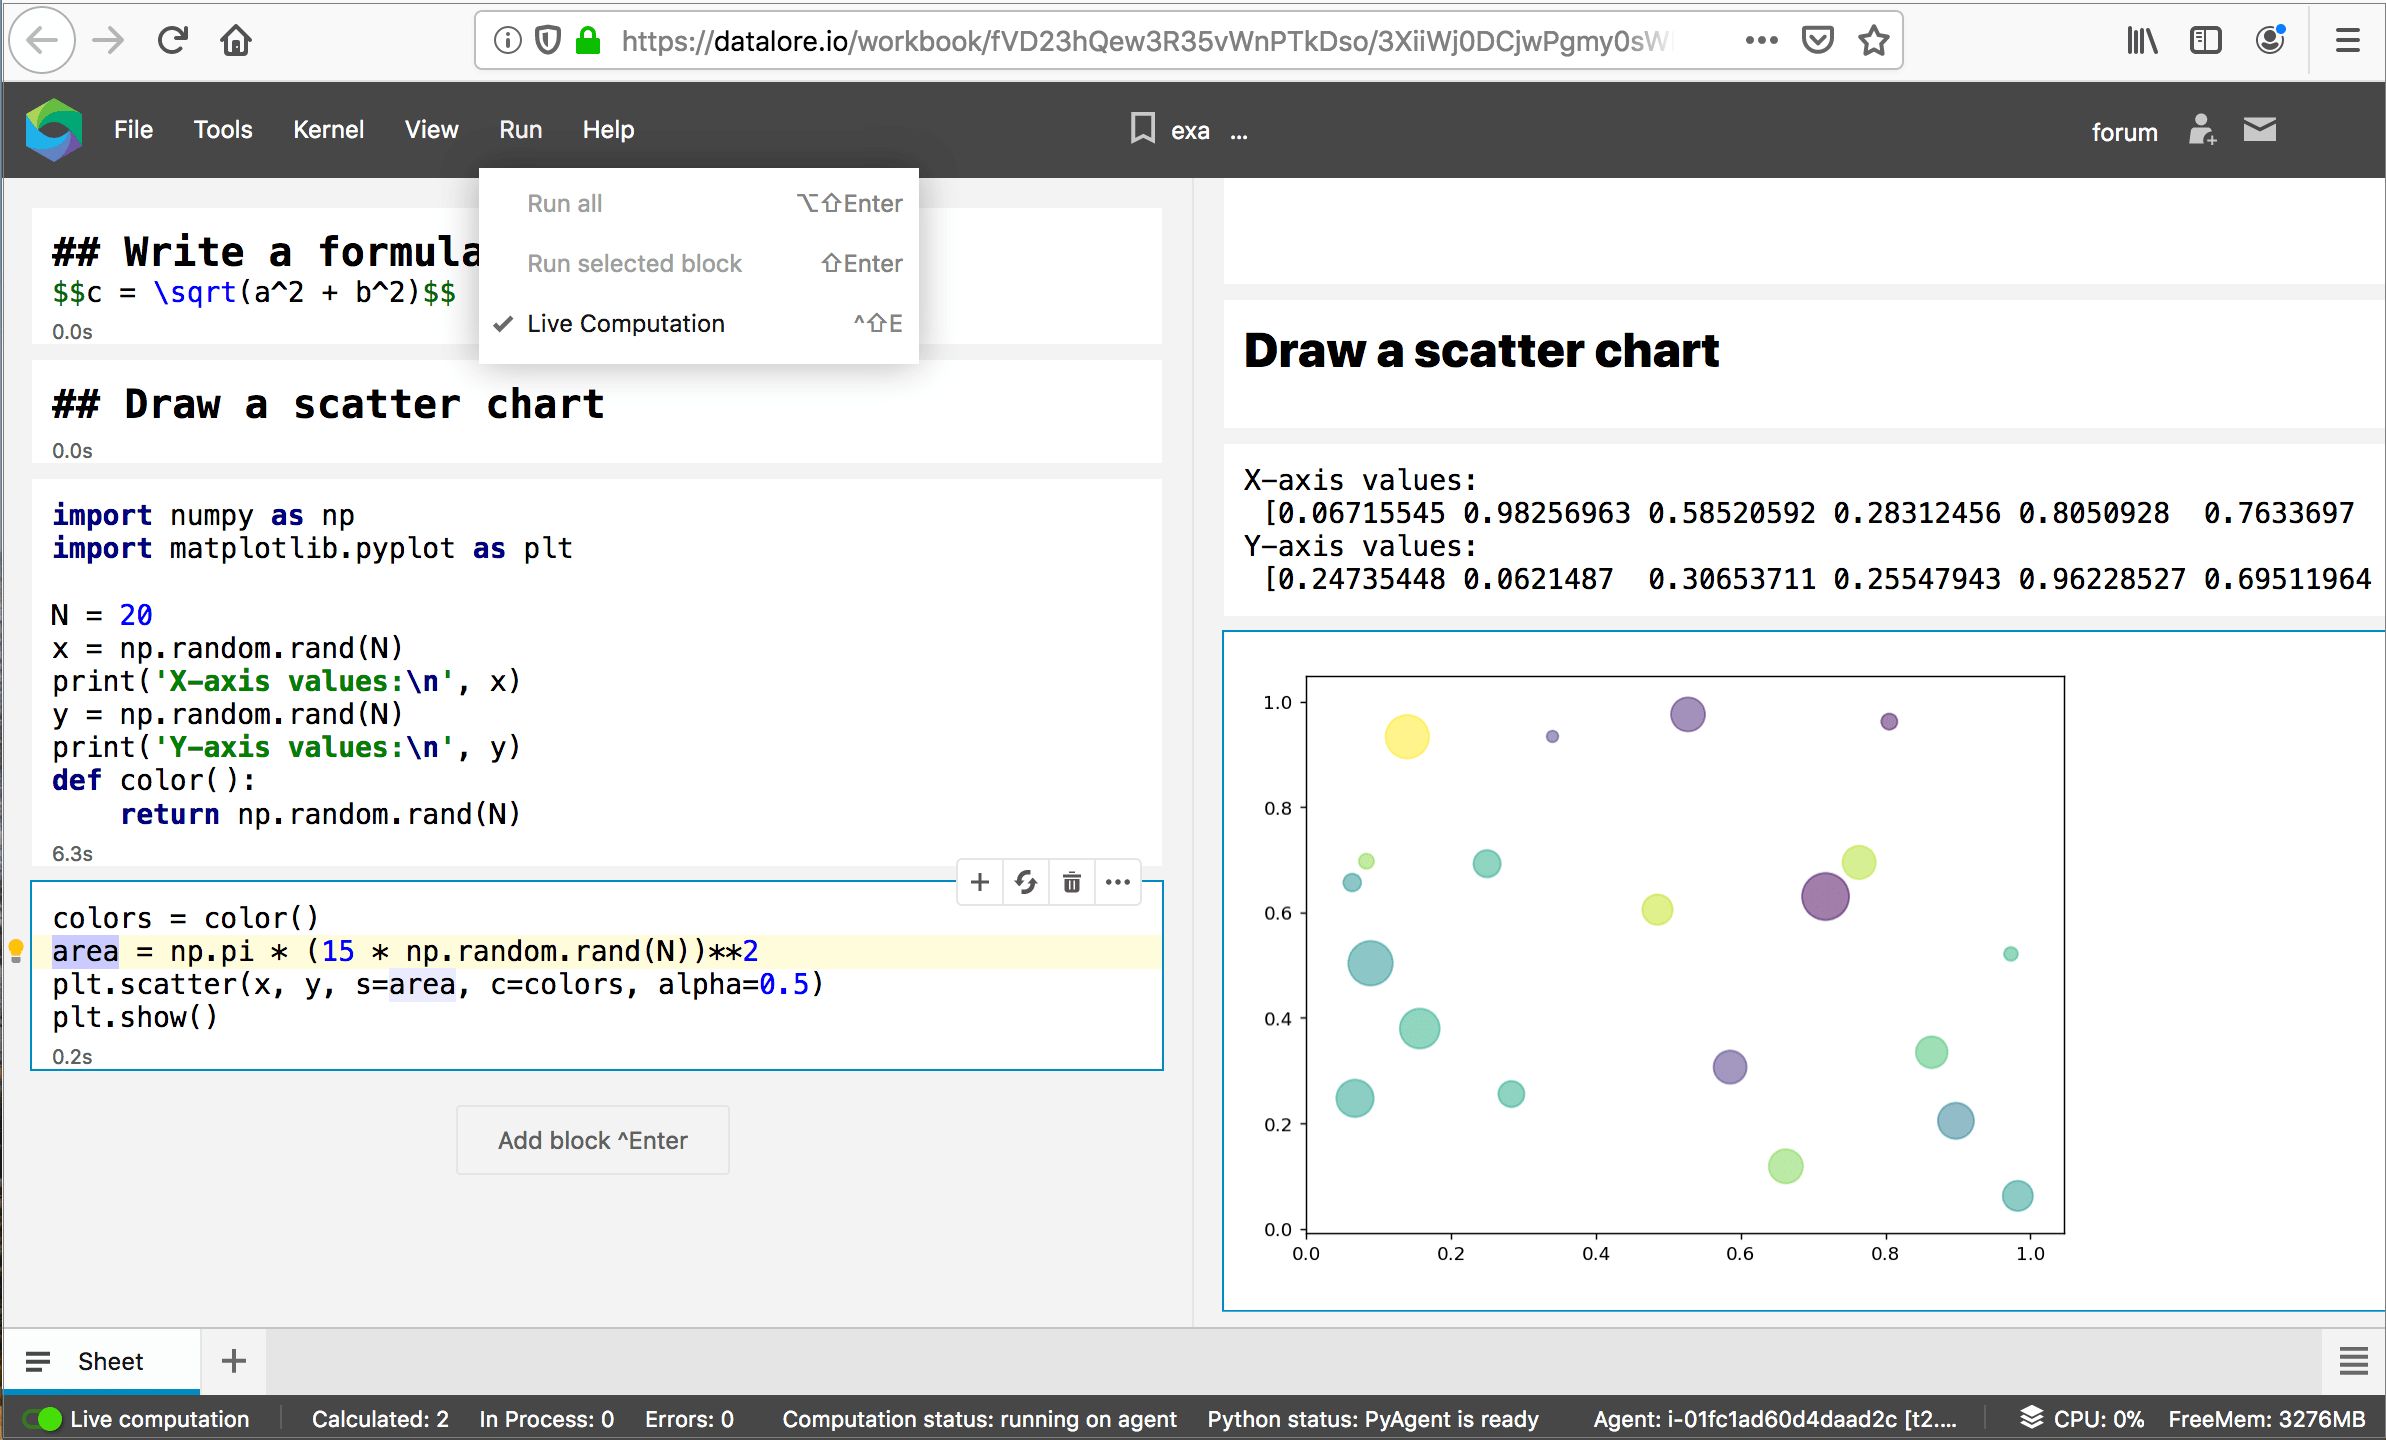 https://datalore.io/workbook/fVD23hQew3R35vWnPTkDso/3XiiWj0DCjwPgmy0sW
File Tools Kernel View Run Help
exa ...
forum
Run all ⌥⇧Enter
Run selected block ⇧Enter
Live Computation ^⇧E
## Write a formula
$$c = \sqrt(a^2 + b^2)$$
0.0s
## Draw a scatter chart
0.0s
import numpy as np
import matplotlib.pyplot as plt
N = 20
x = np.random.rand(N)
print('X-axis values:\n', x)
y = np.random.rand(N)
print('Y-axis values:\n', y)
def color():
    return np.random.rand(N)
6.3s
colors = color()
area = np.pi * (15 * np.random.rand(N))**2
plt.scatter(x, y, s=area, c=colors, alpha=0.5)
plt.show()
0.2s
Add block ^Enter
Draw a scatter chart
X-axis values:
[0.06715545 0.98256963 0.58520592 0.28312456 0.8050928  0.7633697
Y-axis values:
[0.24735448 0.0621487  0.30653711 0.25547943 0.96228527 0.69511964
1.0
0.8
0.6
0.4
0.2
0.0
0.0 0.2 0.4 0.6 0.8 1.0
Sheet
Live computation Calculated: 2 In Process: 0 Errors: 0 Computation status: running on agent Python status: PyAgent is ready Agent: i-01fc1ad60d4daad2c [t2.... CPU: 0% FreeMem: 3276MB